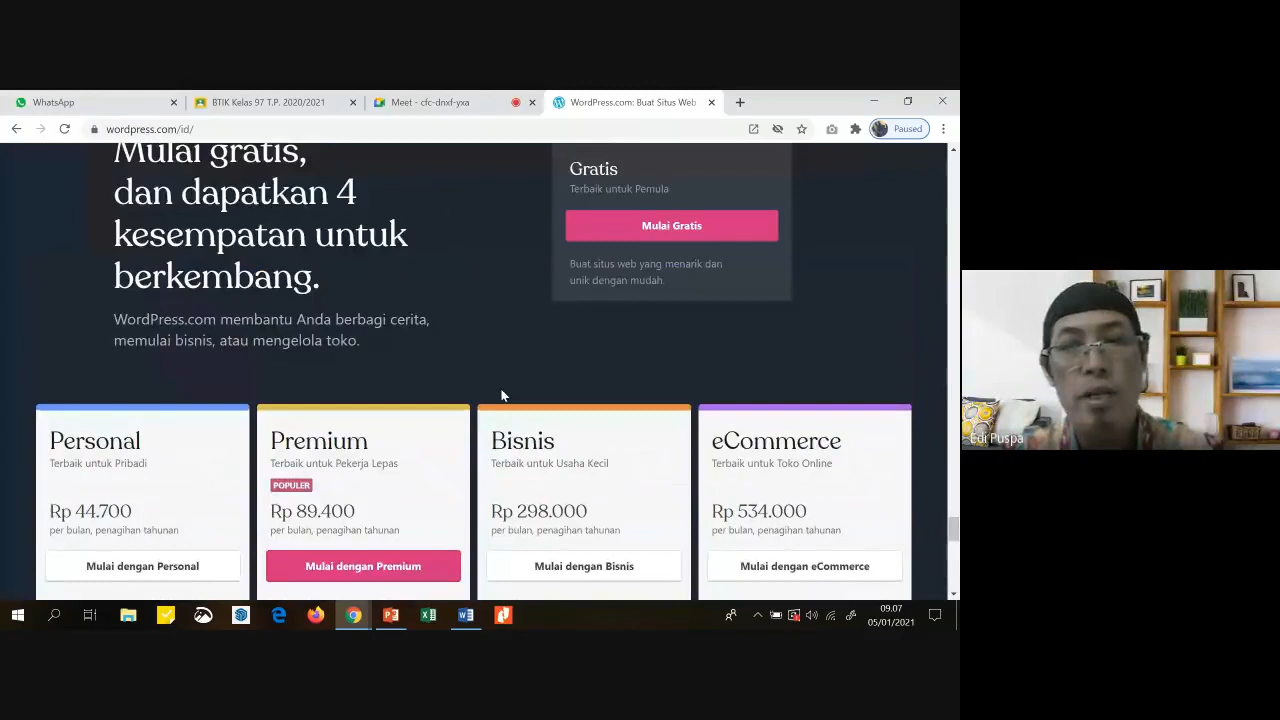 WhatsApp
BTIK Kelas 97 T.P. 2020/2021
Meet - cfc-dnxf-yxa
WordPress.com: Buat Situs Web
wordpress.com/id/
Paused
Mulai gratis,
dan dapatkan 4
kesempatan untuk
berkembang.
WordPress.com membantu Anda berbagi cerita,
memulai bisnis, atau mengelola toko.
Gratis
Terbaik untuk Pemula
Mulai Gratis
Buat situs web yang menarik dan
unik dengan mudah.
Personal
Terbaik untuk Pribadi
Rp 44.700
per bulan, penagihan tahunan
Mulai dengan Personal
Premium
Terbaik untuk Pekerja Lepas
POPULER
Rp 89.400
per bulan, penagihan tahunan
Mulai dengan Premium
Bisnis
Terbaik untuk Usaha Kecil
Rp 298.000
per bulan, penagihan tahunan
Mulai dengan Bisnis
eCommerce
Terbaik untuk Toko Online
Rp 534.000
per bulan, penagihan tahunan
Mulai dengan eCommerce
Edi Puspa
09.07
05/01/2021